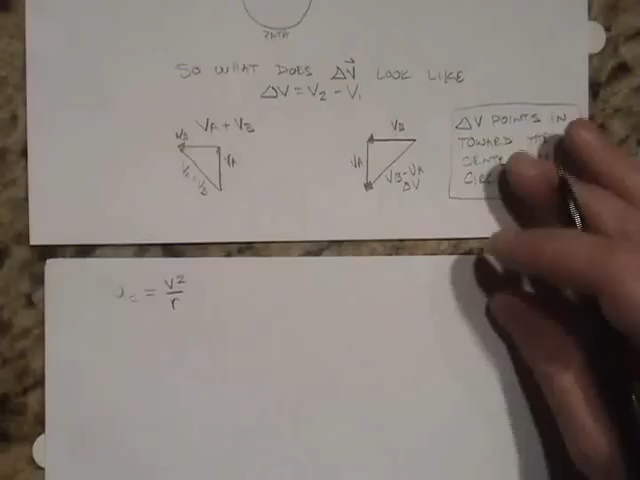 PATH
SO WHAT DOES ΔV⃗ LOOK LIKE
ΔV = V₂ - V₁
VA + VB
VB
VA
VA + VB
VB
VA
VB - VA
ΔV
ΔV POINTS IN
TOWARD
= V²/r